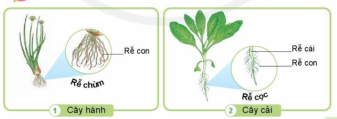 Rễ con
Rễ chùm
1 Cây hành
Rễ cái
Rễ con
Rễ cọc
2 Cây cải